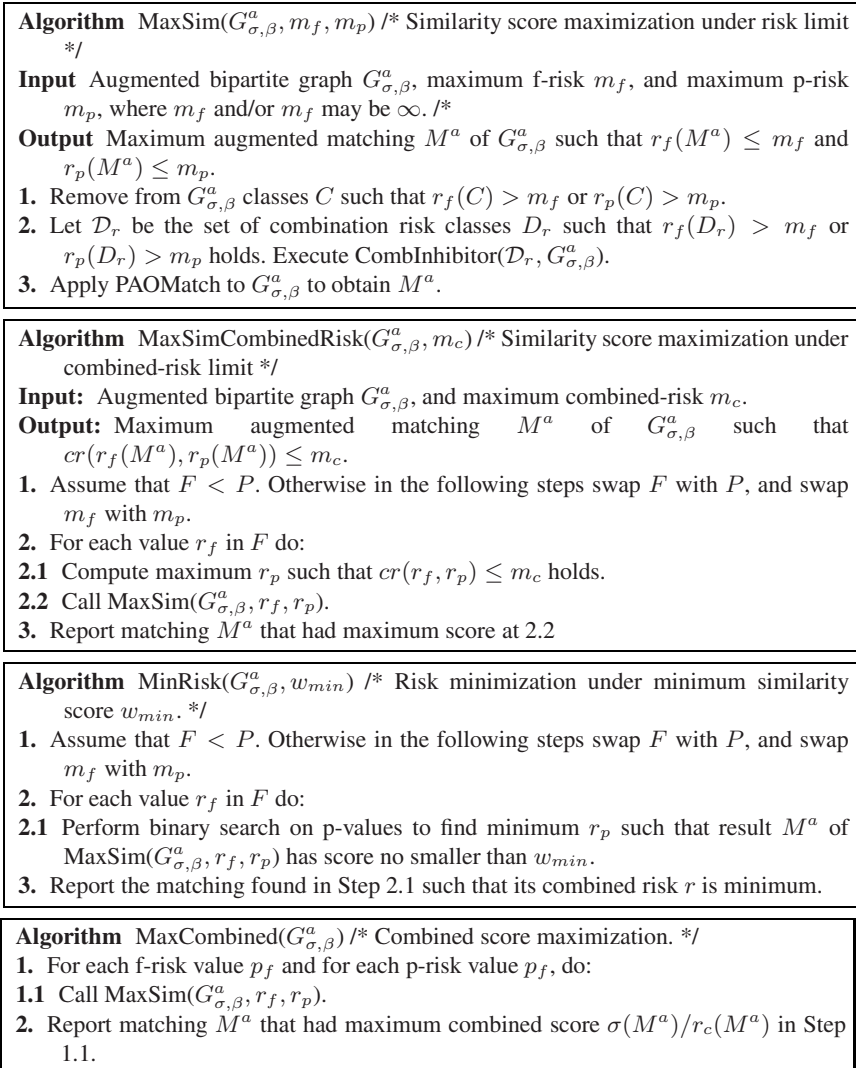 Algorithm MaxSim(G^a_{σ,β}, m_f, m_p) /* Similarity score maximization under risk limit
*/
Input Augmented bipartite graph G^a_{σ,β}, maximum f-risk m_f, and maximum p-risk
m_p, where m_f and/or m_f may be ∞. /*
Output Maximum augmented matching M^a of G^a_{σ,β} such that r_f(M^a) ≤ m_f and
r_p(M^a) ≤ m_p.
1. Remove from G^a_{σ,β} classes C such that r_f(C) > m_f or r_p(C) > m_p.
2. Let 𝒟_r be the set of combination risk classes D_r such that r_f(D_r) > m_f or
r_p(D_r) > m_p holds. Execute CombInhibitor(𝒟_r, G^a_{σ,β}).
3. Apply PAOMatch to G^a_{σ,β} to obtain M^a.
Algorithm MaxSimCombinedRisk(G^a_{σ,β}, m_c) /* Similarity score maximization under
combined-risk limit */
Input: Augmented bipartite graph G^a_{σ,β}, and maximum combined-risk m_c.
Output: Maximum augmented matching M^a of G^a_{σ,β} such that
cr(r_f(M^a), r_p(M^a)) ≤ m_c.
1. Assume that F < P. Otherwise in the following steps swap F with P, and swap
m_f with m_p.
2. For each value r_f in F do:
2.1 Compute maximum r_p such that cr(r_f, r_p) ≤ m_c holds.
2.2 Call MaxSim(G^a_{σ,β}, r_f, r_p).
3. Report matching M^a that had maximum score at 2.2
Algorithm MinRisk(G^a_{σ,β}, w_{min}) /* Risk minimization under minimum similarity
score w_{min}. */
1. Assume that F < P. Otherwise in the following steps swap F with P, and swap
m_f with m_p.
2. For each value r_f in F do:
2.1 Perform binary search on p-values to find minimum r_p such that result M^a of
MaxSim(G^a_{σ,β}, r_f, r_p) has score no smaller than w_{min}.
3. Report the matching found in Step 2.1 such that its combined risk r is minimum.
Algorithm MaxCombined(G^a_{σ,β}) /* Combined score maximization. */
1. For each f-risk value p_f and for each p-risk value p_f, do:
1.1 Call MaxSim(G^a_{σ,β}, r_f, r_p).
2. Report matching M^a that had maximum combined score σ(M^a)/r_c(M^a) in Step
1.1.